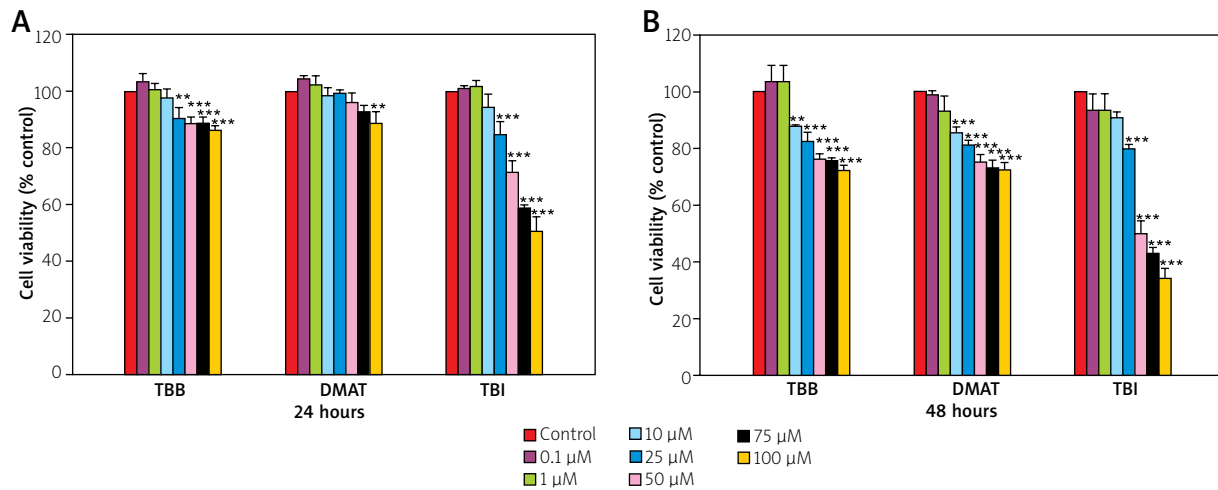 A
Cell viability (% control)
120
100
80
60
40
20
0
** *** *** ***
**
*** *** *** ***
TBB DMAT TBI
24 hours
B
Cell viability (% control)
120
100
80
60
40
20
0
** *** *** *** ***
*** *** *** *** ***
*** *** *** ***
TBB DMAT TBI
48 hours
Control 10 µM 75 µM
0.1 µM 25 µM 100 µM
1 µM 50 µM